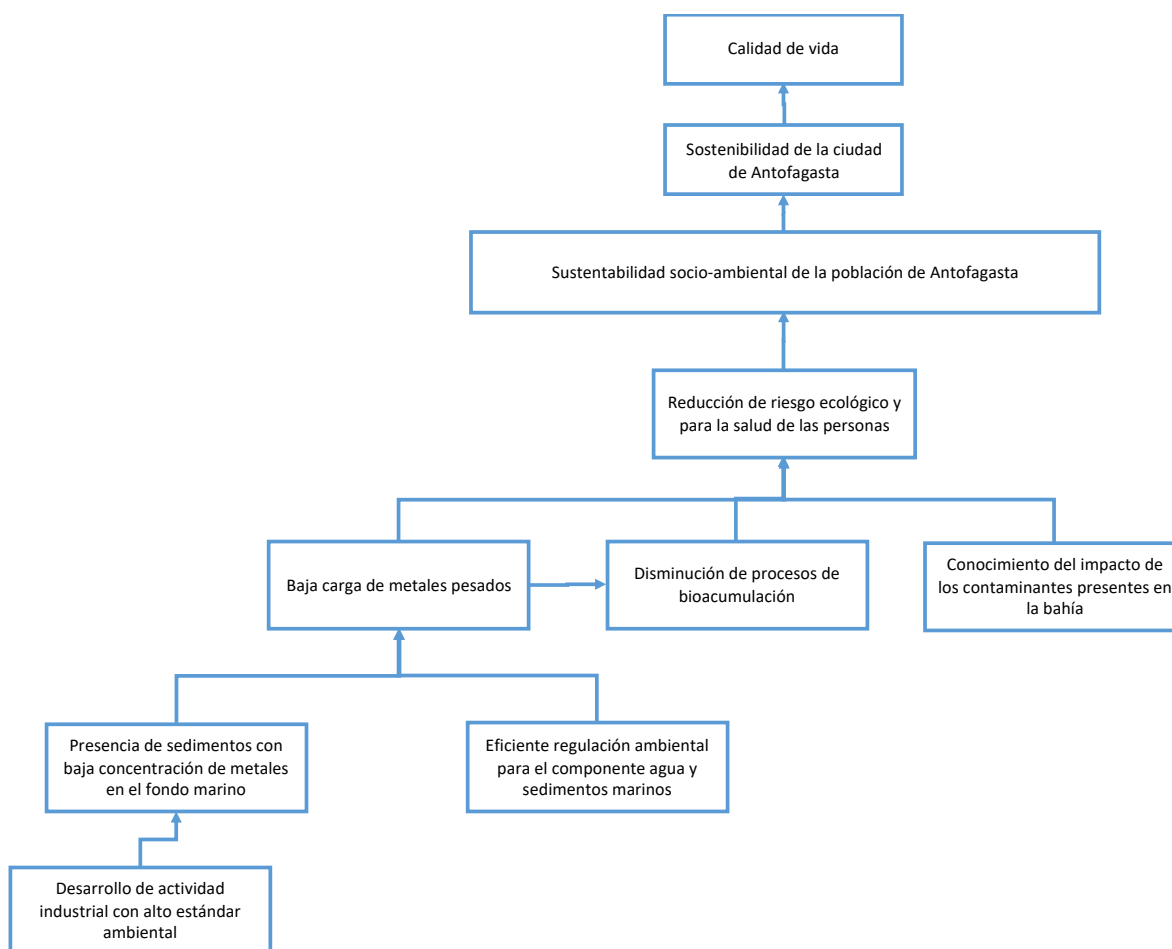 Calidad de vida
Sostenibilidad de la ciudad
de Antofagasta
Sustentabilidad socio-ambiental de la población de Antofagasta
Reducción de riesgo ecológico y
para la salud de las personas
Baja carga de metales pesados
Disminución de procesos de
bioacumulación
Conocimiento del impacto de
los contaminantes presentes en
la bahía
Presencia de sedimentos con
baja concentración de metales
en el fondo marino
Eficiente regulación ambiental
para el componente agua y
sedimentos marinos
Desarrollo de actividad
industrial con alto estándar
ambiental